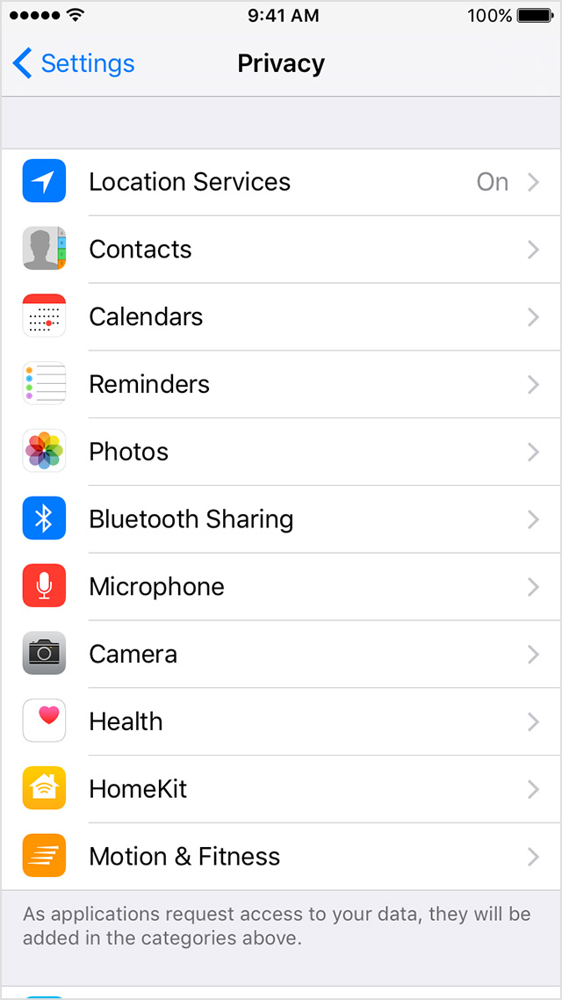 9:41 AM 100%
Settings Privacy
Location Services On
Contacts
Calendars
Reminders
Photos
Bluetooth Sharing
Microphone
Camera
Health
HomeKit
Motion & Fitness
As applications request access to your data, they will be
added in the categories above.